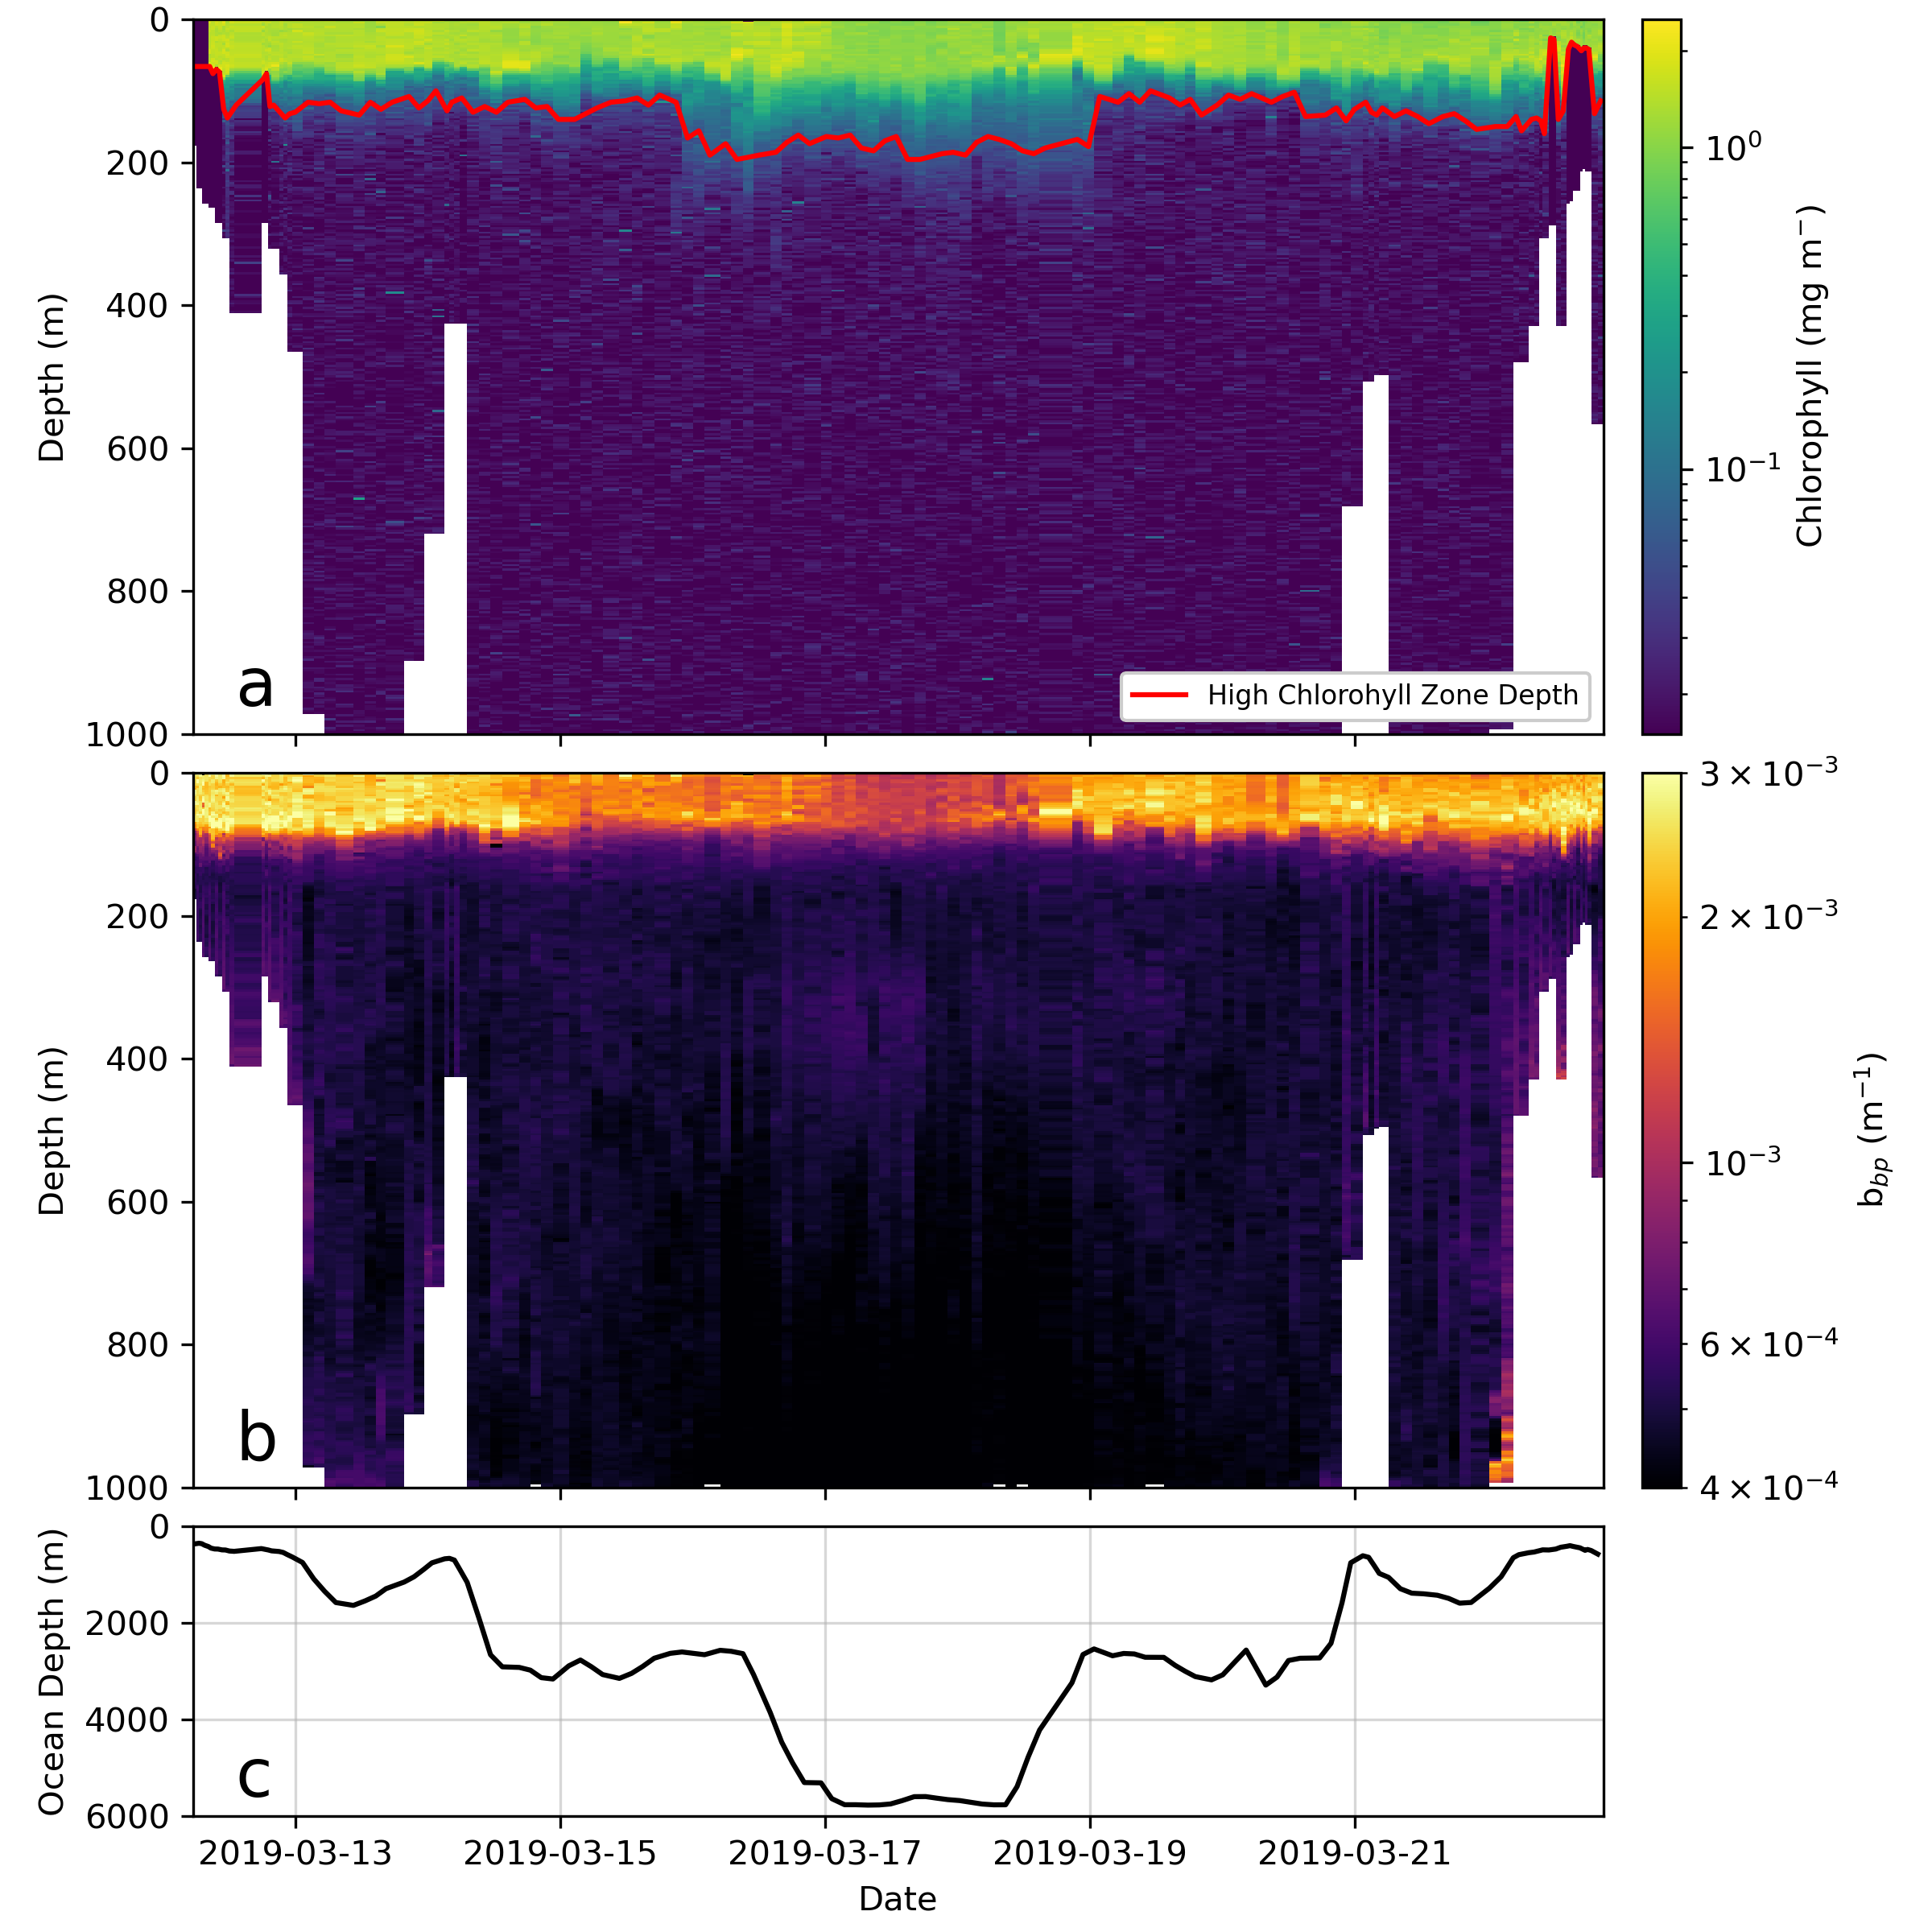 0
200
400
600
800
1000
Depth (m)
a
High Chlorohyll Zone Depth
10⁰
10⁻¹
Chlorophyll (mg m⁻)
0
200
400
600
800
1000
Depth (m)
b
3 × 10⁻³
2 × 10⁻³
10⁻³
6 × 10⁻⁴
4 × 10⁻⁴
b_bp (m⁻¹)
0
2000
4000
6000
Ocean Depth (m)
c
2019-03-13 2019-03-15 2019-03-17 2019-03-19 2019-03-21
Date